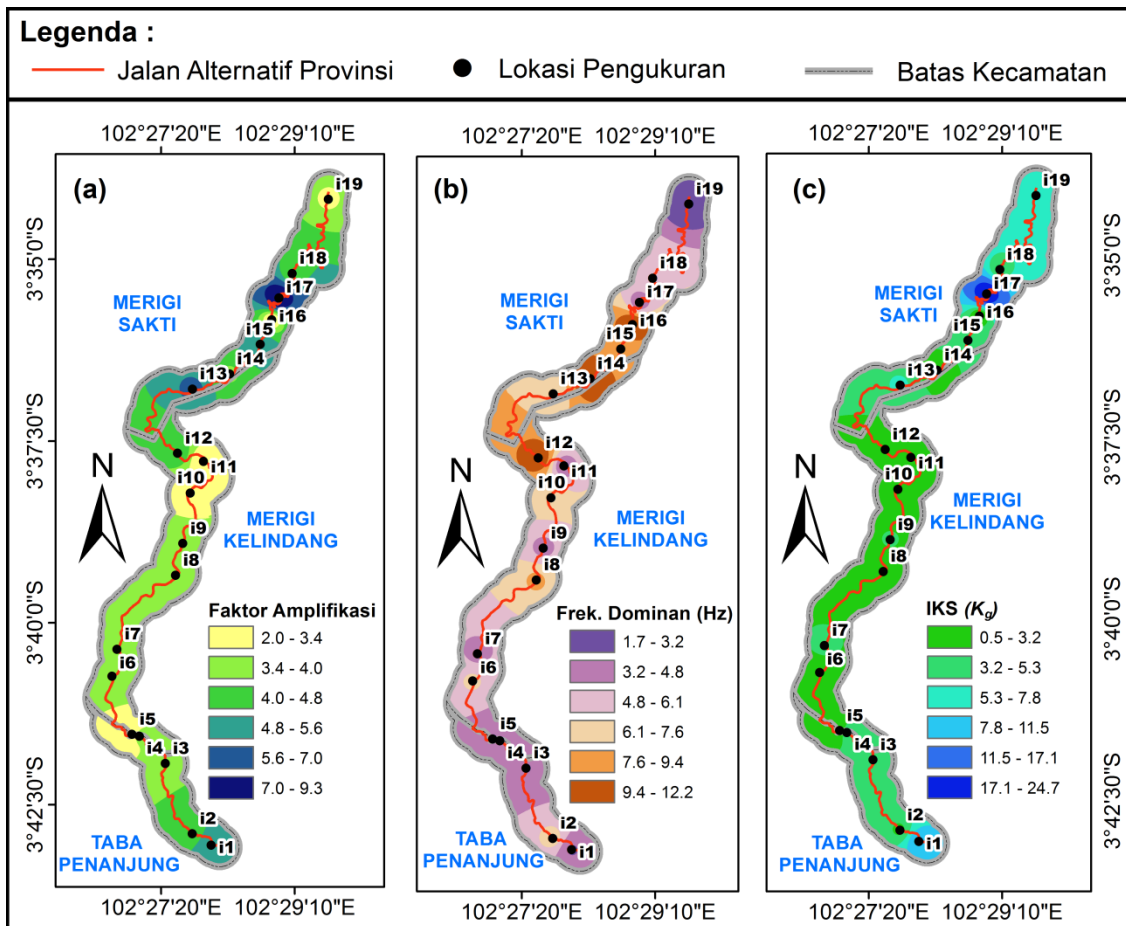 Legenda :
Jalan Alternatif Provinsi
Lokasi Pengukuran
Batas Kecamatan
102°27'20"E 102°29'10"E
102°27'20"E 102°29'10"E
102°27'20"E 102°29'10"E
(a)
i19
i18
i17
i16
i15
i14
i13
i12
i11
i10
i9
i8
i7
i6
i5
i4
i3
i2
i1
MERIGI
SAKTI
N
MERIGI
KELINDANG
TABA
PENANJUNG
Faktor Amplifikasi
2.0 - 3.4
3.4 - 4.0
4.0 - 4.8
4.8 - 5.6
5.6 - 7.0
7.0 - 9.3
3°35'0"S
3°37'30"S
3°40'0"S
3°42'30"S
(b)
i19
i18
i17
i16
i15
i14
i13
i12
i11
i10
i9
i8
i7
i6
i5
i4
i3
i2
i1
MERIGI
SAKTI
N
MERIGI
KELINDANG
TABA
PENANJUNG
Frek. Dominan (Hz)
1.7 - 3.2
3.2 - 4.8
4.8 - 6.1
6.1 - 7.6
7.6 - 9.4
9.4 - 12.2
(c)
i19
i18
i17
i16
i15
i14
i13
i12
i11
i10
i9
i8
i7
i6
i5
i4
i3
i2
i1
MERIGI
SAKTI
N
MERIGI
KELINDANG
TABA
PENANJUNG
IKS (Kg)
0.5 - 3.2
3.2 - 5.3
5.3 - 7.8
7.8 - 11.5
11.5 - 17.1
17.1 - 24.7
3°35'0"S
3°37'30"S
3°40'0"S
3°42'30"S
102°27'20"E 102°29'10"E
102°27'20"E 102°29'10"E
102°27'20"E 102°29'10"E